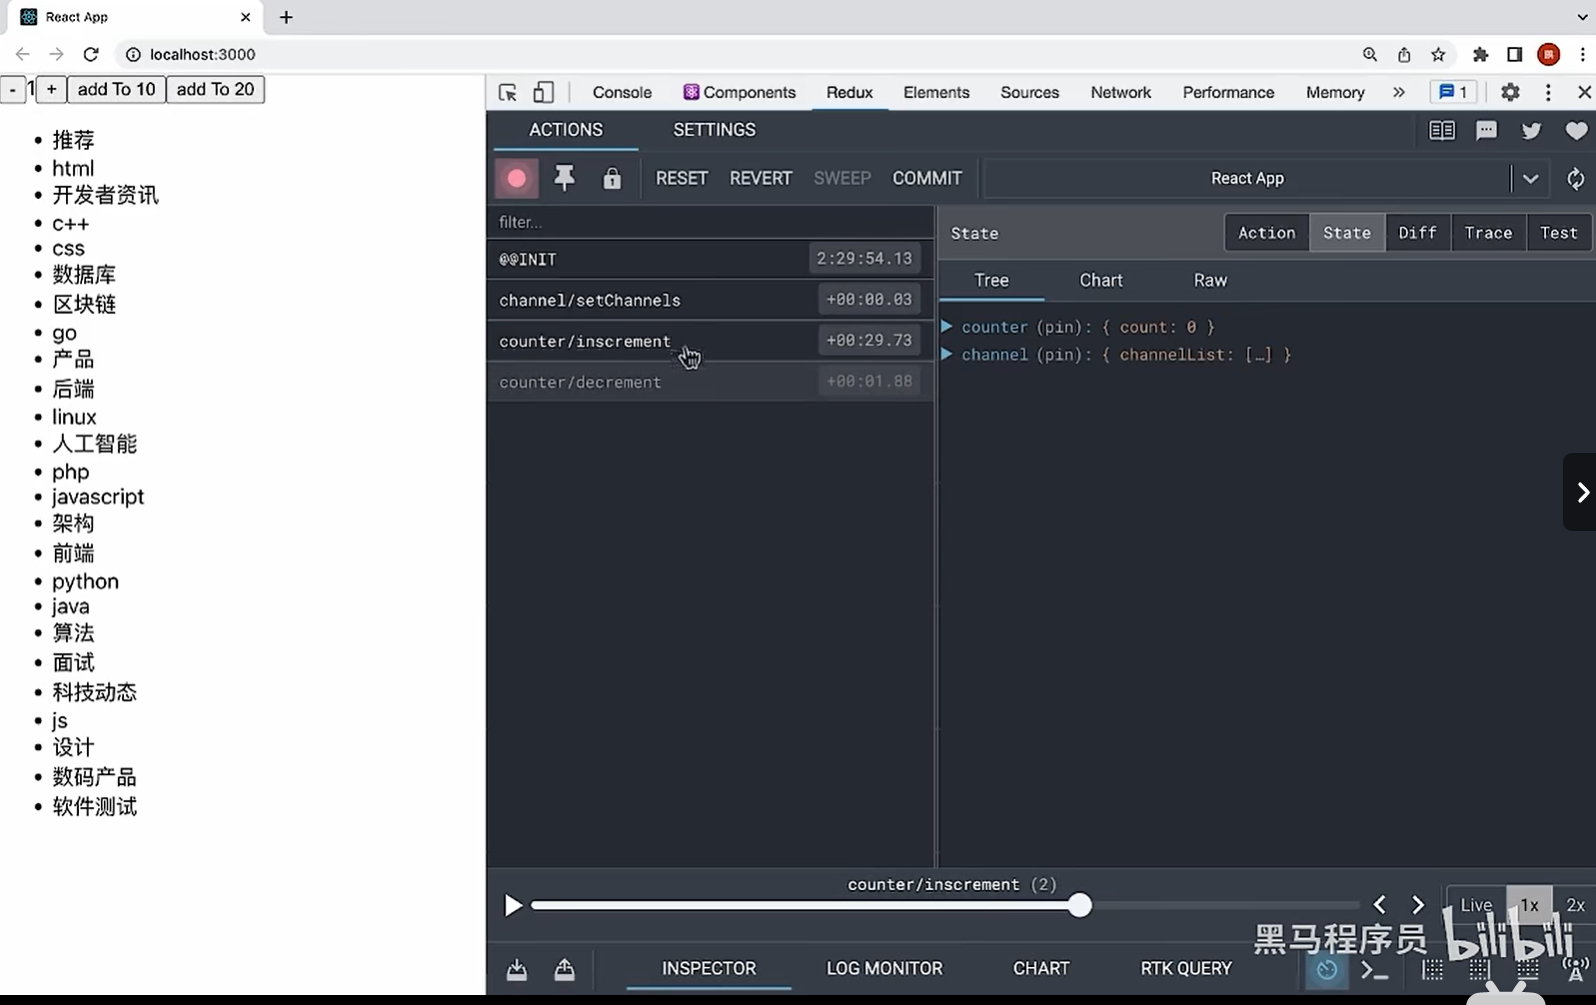 React App
localhost:3000
- 1 + add To 10 add To 20
推荐
html
开发者资讯
c++
css
数据库
区块链
go
产品
后端
linux
人工智能
php
javascript
架构
前端
python
java
算法
面试
科技动态
js
设计
数码产品
软件测试
Console Components Redux Elements Sources Network Performance Memory » 1
ACTIONS SETTINGS
RESET REVERT SWEEP COMMIT React App
filter...
@@INIT 2:29:54.13
channel/setChannels +00:00.03
counter/inscrement +00:29.73
counter/decrement +00:01.88
State Action State Diff Trace Test
Tree Chart Raw
counter (pin): { count: 0 }
channel (pin): { channelList: […] }
counter/inscrement (2)
Live 1x 2x
黑马程序员 bilibili
INSPECTOR LOG MONITOR CHART RTK QUERY